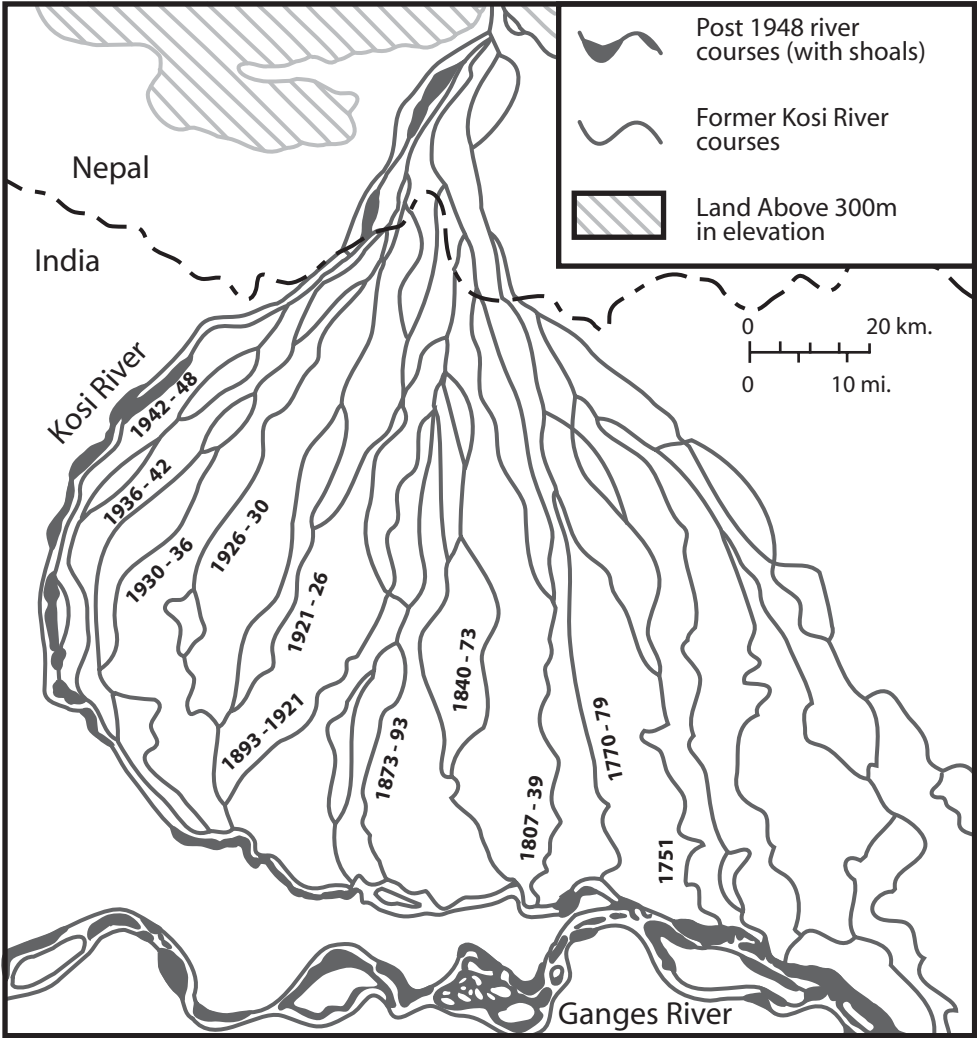 Post 1948 river
courses (with shoals)
Former Kosi River
courses
Land Above 300m
in elevation
Nepal
India
0 20 km.
0 10 mi.
Kosi River
1942 - 48
1936 - 42
1930 - 36
1926 - 30
1921 - 26
1893 -1921
1873 - 93
1840 - 73
1807 - 39
1770 - 79
1751
Ganges River